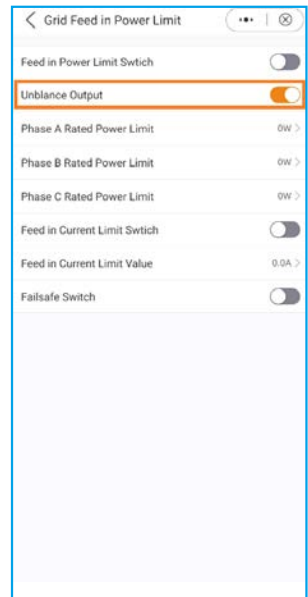 Grid Feed in Power Limit
Feed in Power Limit Swtich
Unblance Output
Phase A Rated Power Limit 0W
Phase B Rated Power Limit 0W
Phase C Rated Power Limit 0W
Feed in Current Limit Swtich
Feed in Current Limit Value 0.0A
Failsafe Switch